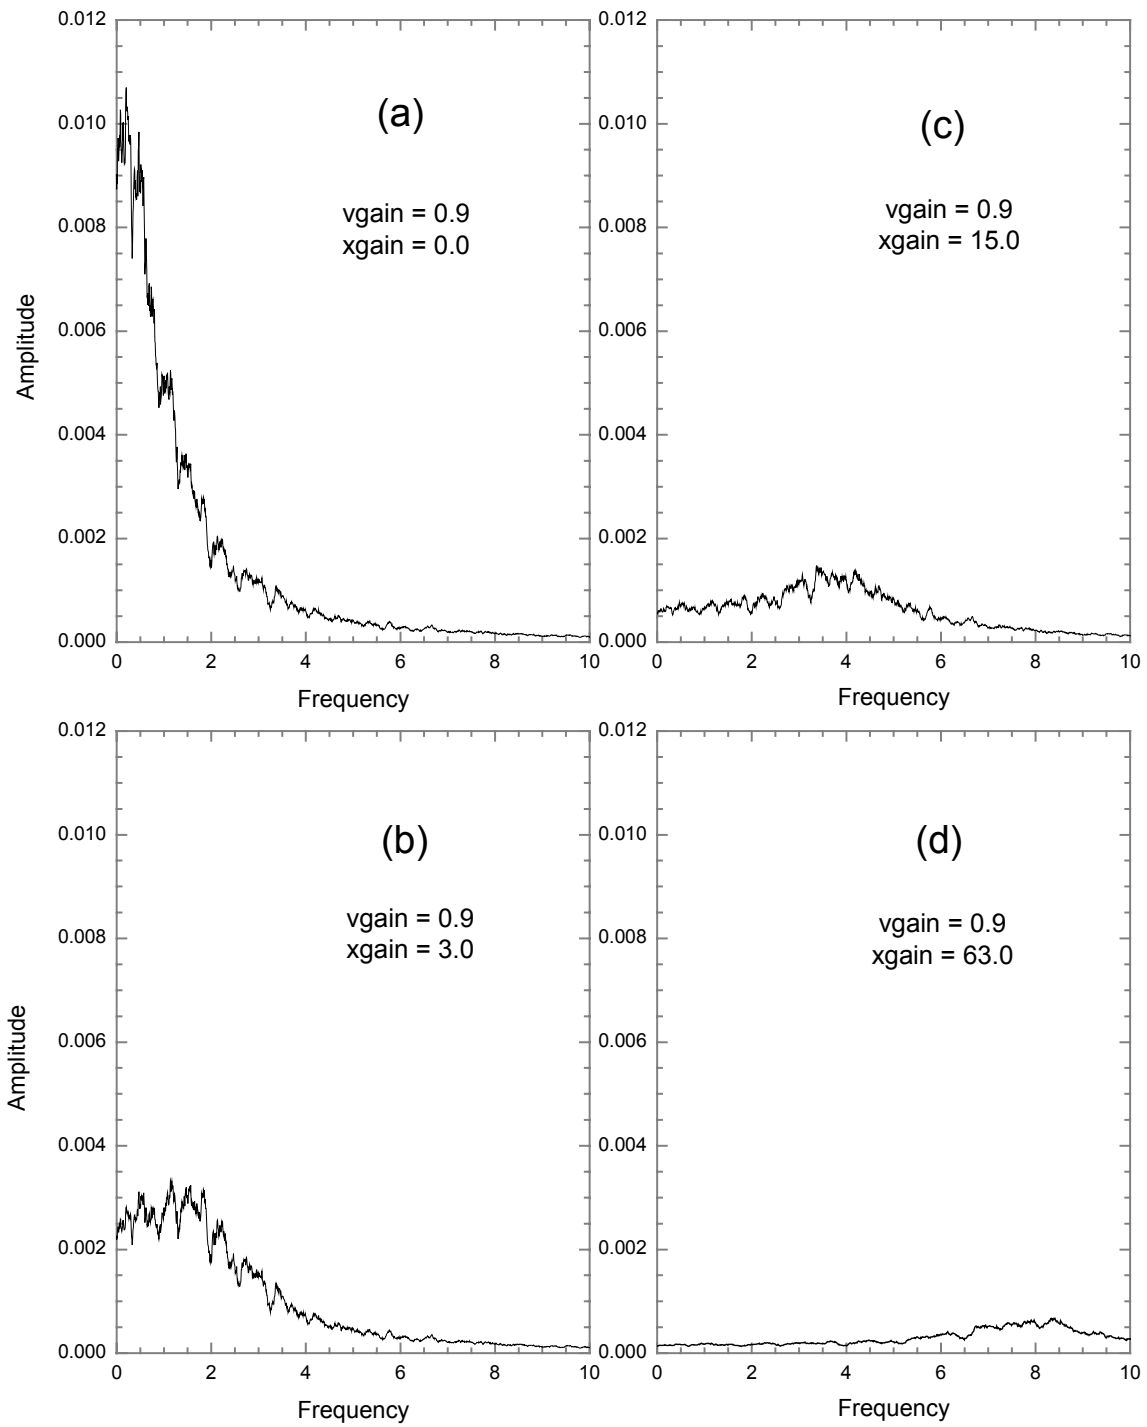 0.012
0.010
0.008
0.006
0.004
0.002
0.000
Amplitude
(a)
vgain = 0.9
xgain = 0.0
0 2 4 6 8 10
Frequency
0.012
0.010
0.008
0.006
0.004
0.002
0.000
(c)
vgain = 0.9
xgain = 15.0
0 2 4 6 8 10
Frequency
0.012
0.010
0.008
0.006
0.004
0.002
0.000
Amplitude
(b)
vgain = 0.9
xgain = 3.0
0 2 4 6 8 10
Frequency
0.012
0.010
0.008
0.006
0.004
0.002
0.000
(d)
vgain = 0.9
xgain = 63.0
0 2 4 6 8 10
Frequency